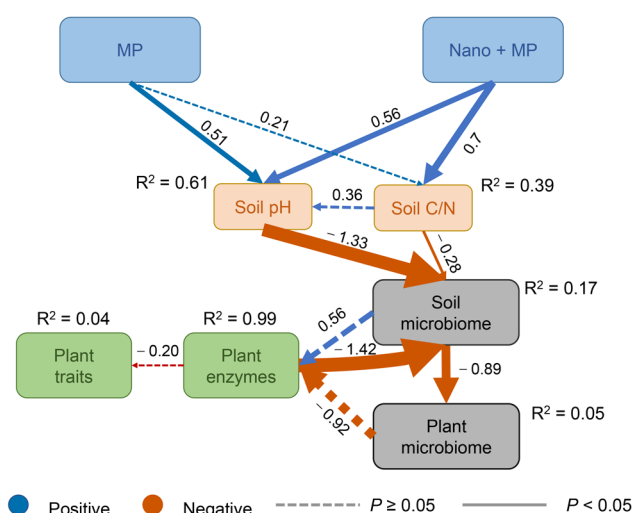 MP
Nano + MP
0.51
0.21
0.56
0.7
R² = 0.61
Soil pH
0.36
Soil C/N
R² = 0.39
− 1.33
− 0.28
Soil
microbiome
R² = 0.17
R² = 0.04
R² = 0.99
0.56
Plant
traits
− 0.20
Plant
enzymes
− 1.42
− 0.89
− 0.92
Plant
microbiome
R² = 0.05
Positive
Negative
P ≥ 0.05
P < 0.05